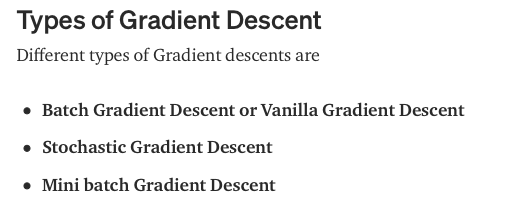 Types of Gradient Descent
Different types of Gradient descents are
• Batch Gradient Descent or Vanilla Gradient Descent
• Stochastic Gradient Descent
• Mini batch Gradient Descent